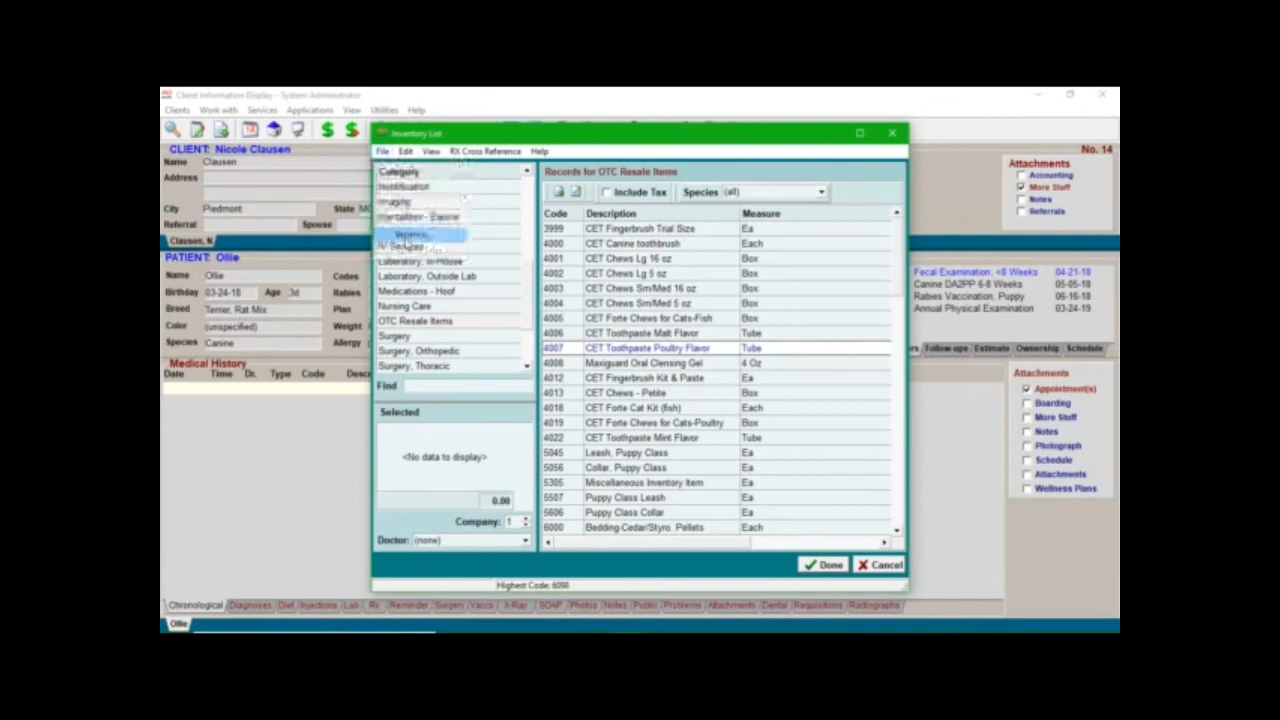 Client Information Display - System Administrator
Clients Work with Services Applications View Utilities Help
CLIENT: Nicole Clausen
No. 14
Name Clausen
Address
City Piedmont State MO
Referral Spouse
Clausen, N
Attachments
Accounting
More Stuff
Notes
Referrals
PATIENT: Ollie
Name Ollie Codes
Birthday 03-24-18 Age 3d Rabies
Breed Terrier, Rat Mix Plan
Color (unspecified) Weight
Species Canine Allergy
Fecal Examination, <8 Weeks 04-21-18
Canine DA2PP 6-8 Weeks 05-05-18
Rabies Vaccination, Puppy 06-16-18
Annual Physical Examination 03-24-19
Follow ups Estimate Ownership Schedule
Medical History
Date Time Dr. Type Code
Attachments
Appointment(s)
Boarding
More Stuff
Notes
Photograph
Schedule
Attachments
Wellness Plans
Inventory List
File Edit View RX Cross Reference Help
Category
Laboratory, In-House
Laboratory, Outside Lab
Medications - Hoof
Nursing Care
OTC Resale Items
Surgery
Surgery, Orthopedic
Surgery, Thoracic
Find
Selected
<No data to display>
0.00
Company: 1
Doctor: (none)
Records for OTC Resale Items
Include Tax Species (all)
Code Description Measure
3999 CET Fingerbrush Trial Size Ea
4000 CET Canine toothbrush Each
4001 CET Chews Lg 16 oz Box
4002 CET Chews Lg 5 oz Box
4003 CET Chews Sm/Med 16 oz Box
4004 CET Chews Sm/Med 5 oz Box
4005 CET Forte Chews for Cats-Fish Box
4006 CET Toothpaste Malt Flavor Tube
4007 CET Toothpaste Poultry Flavor Tube
4008 Maxiguard Oral Clensing Gel 4 Oz
4012 CET Fingerbrush Kit & Paste Ea
4013 CET Chews - Petite Box
4018 CET Forte Cat Kit (fish) Each
4019 CET Forte Chews for Cats-Poultry Box
4022 CET Toothpaste Mint Flavor Tube
5045 Leash, Puppy Class Ea
5056 Collar, Puppy Class Ea
5305 Miscellaneous Inventory Item Ea
5507 Puppy Class Leash Ea
5606 Puppy Class Collar Ea
6000 Bedding-Cedar/Styro. Pellets Each
Done Cancel
Highest Code: 6098
Chronological Diagnoses Diet Injections Lab Rx Reminder Surgery Vaccs X-Ray SOAP Photos Notes Public Problems Attachments Dental Requisitions Radiographs
Ollie